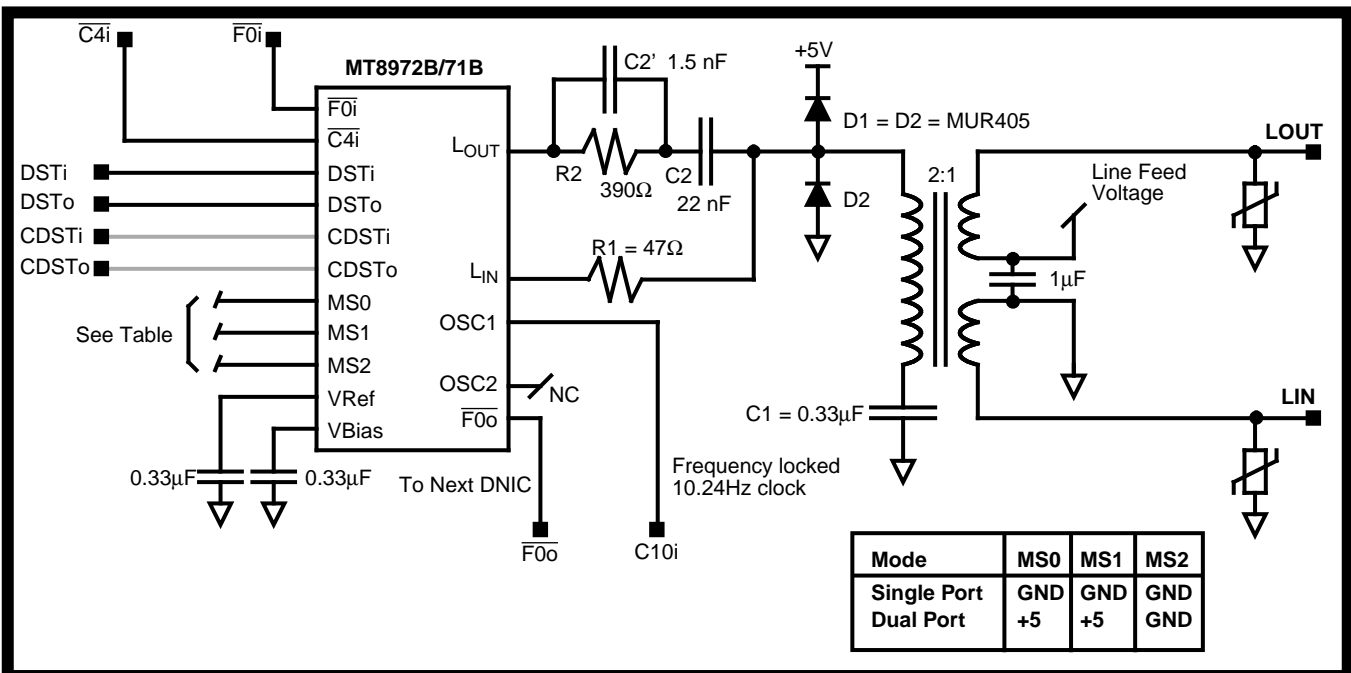 C4i
F0i
MT8972B/71B
C2' 1.5 nF
+5V
D1 = D2 = MUR405
LOUT
F0i
C4i
LOUT
R2
390Ω
C2
22 nF
D2
2:1
Line Feed
Voltage
DSTi
DSTi
DSTo
DSTo
CDSTi
CDSTi
CDSTo
CDSTo
LIN
R1 = 47Ω
1µF
See Table
MS0
MS1
MS2
OSC1
OSC2
NC
VRef
F0o
VBias
C1 = 0.33µF
LIN
0.33µF
0.33µF
To Next DNIC
Frequency locked
10.24Hz clock
F0o
C10i
Mode MS0 MS1 MS2
Single Port GND GND GND
Dual Port +5 +5 GND